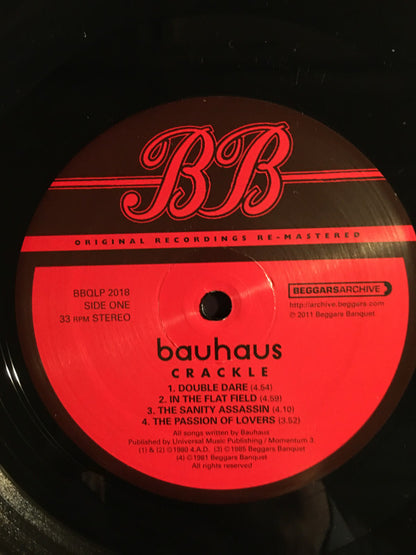 BB
ORIGINAL RECORDINGS RE-MASTERED
BBQLP 2018
SIDE ONE
33 RPM STEREO
BEGGARSARCHIVE
http://archive.beggars.com
℗ 2011 Beggars Banquet
bauhaus
CRACKLE
1. DOUBLE DARE (4.54)
2. IN THE FLAT FIELD (4.59)
3. THE SANITY ASSASSIN (4.10)
4. THE PASSION OF LOVERS (3.52)
All songs written by Bauhaus
Published by Universal Music Publishing / Momentum 3.
(1) & (2) ©1980 4.A.D. (3) ©1985 Beggars Banquet
(4) ©1981 Beggars Banquet
All rights reserved